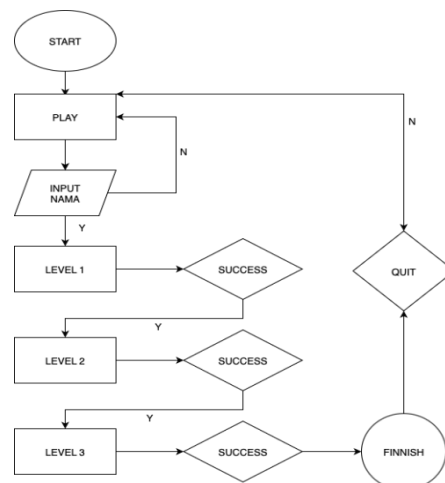 START
PLAY
N
N
INPUT
NAMA
Y
LEVEL 1
SUCCESS
QUIT
Y
LEVEL 2
SUCCESS
Y
LEVEL 3
SUCCESS
FINNISH